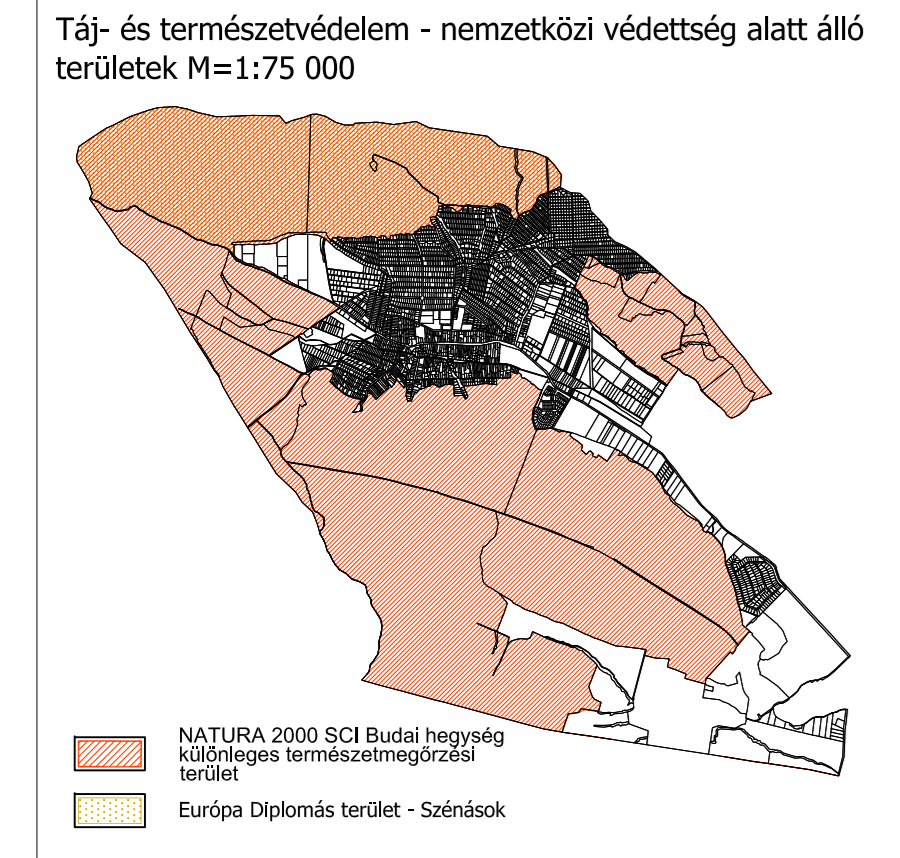 Táj- és természetvédelem - nemzetközi védettség alatt álló
területek M=1:75 000
NATURA 2000 SCI Budai hegység
különleges természetmegőrzési
terület
Európa Diplomás terület - Szénások